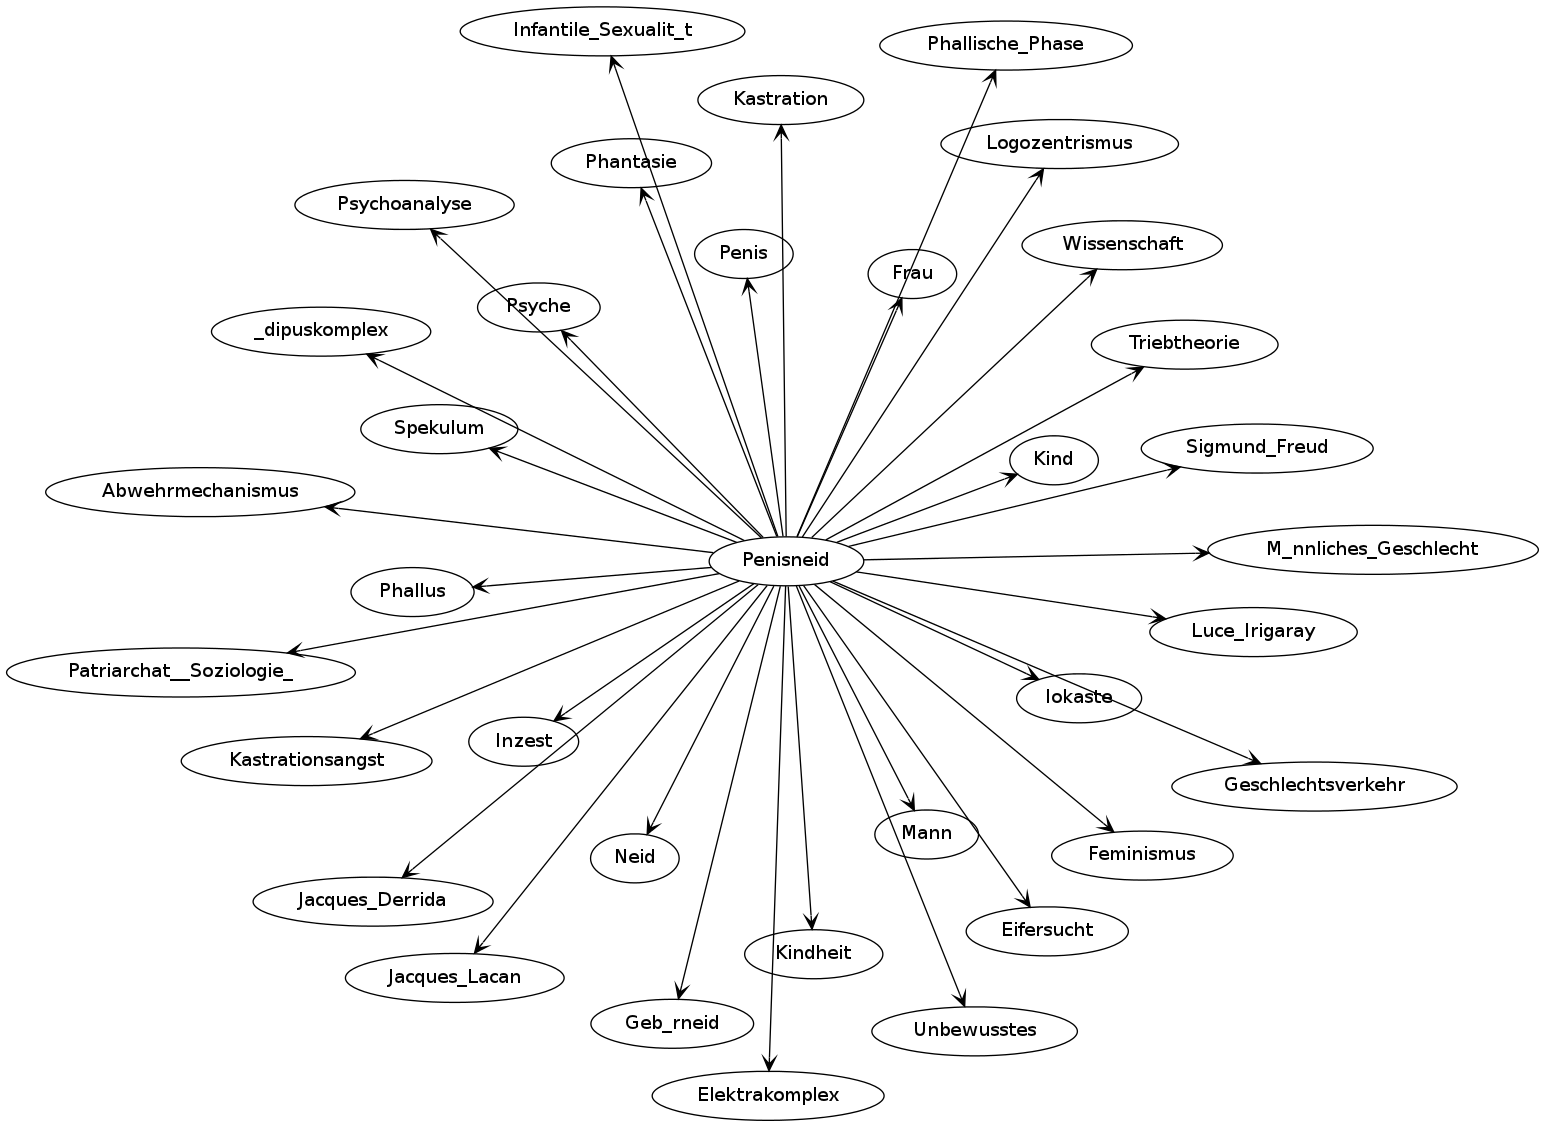 Infantile_Sexualit_t
Phallische_Phase
Kastration
Logozentrismus
Phantasie
Psychoanalyse
Wissenschaft
Penis
Frau
Psyche
_dipuskomplex
Triebtheorie
Spekulum
Sigmund_Freud
Kind
Abwehrmechanismus
M_nnliches_Geschlecht
Penisneid
Phallus
Luce_Irigaray
Patriarchat__Soziologie_
Iokaste
Inzest
Kastrationsangst
Geschlechtsverkehr
Mann
Feminismus
Neid
Jacques_Derrida
Eifersucht
Kindheit
Jacques_Lacan
Geb_rneid
Unbewusstes
Elektrakomplex